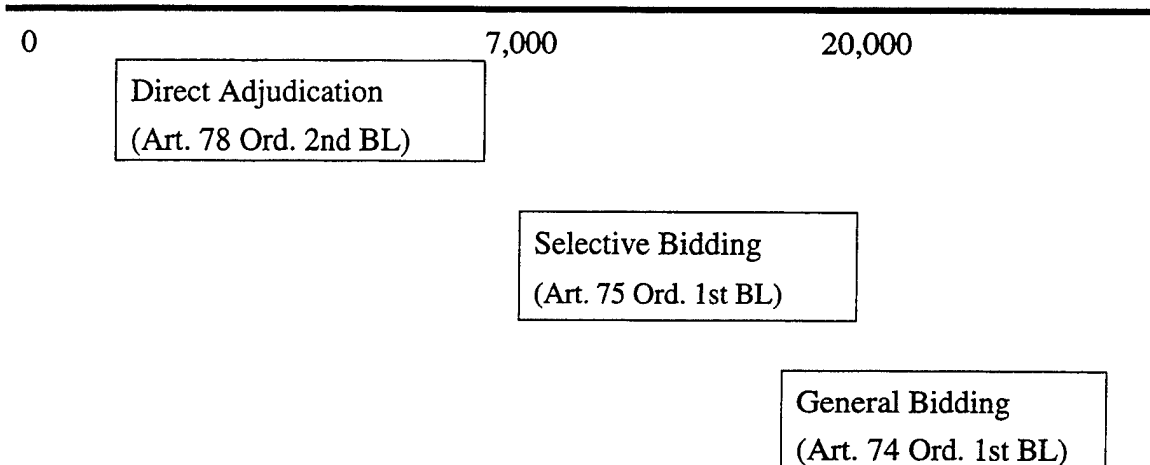 0 7,000 20,000
Direct Adjudication
(Art. 78 Ord. 2nd BL)
Selective Bidding
(Art. 75 Ord. 1st BL)
General Bidding
(Art. 74 Ord. 1st BL)